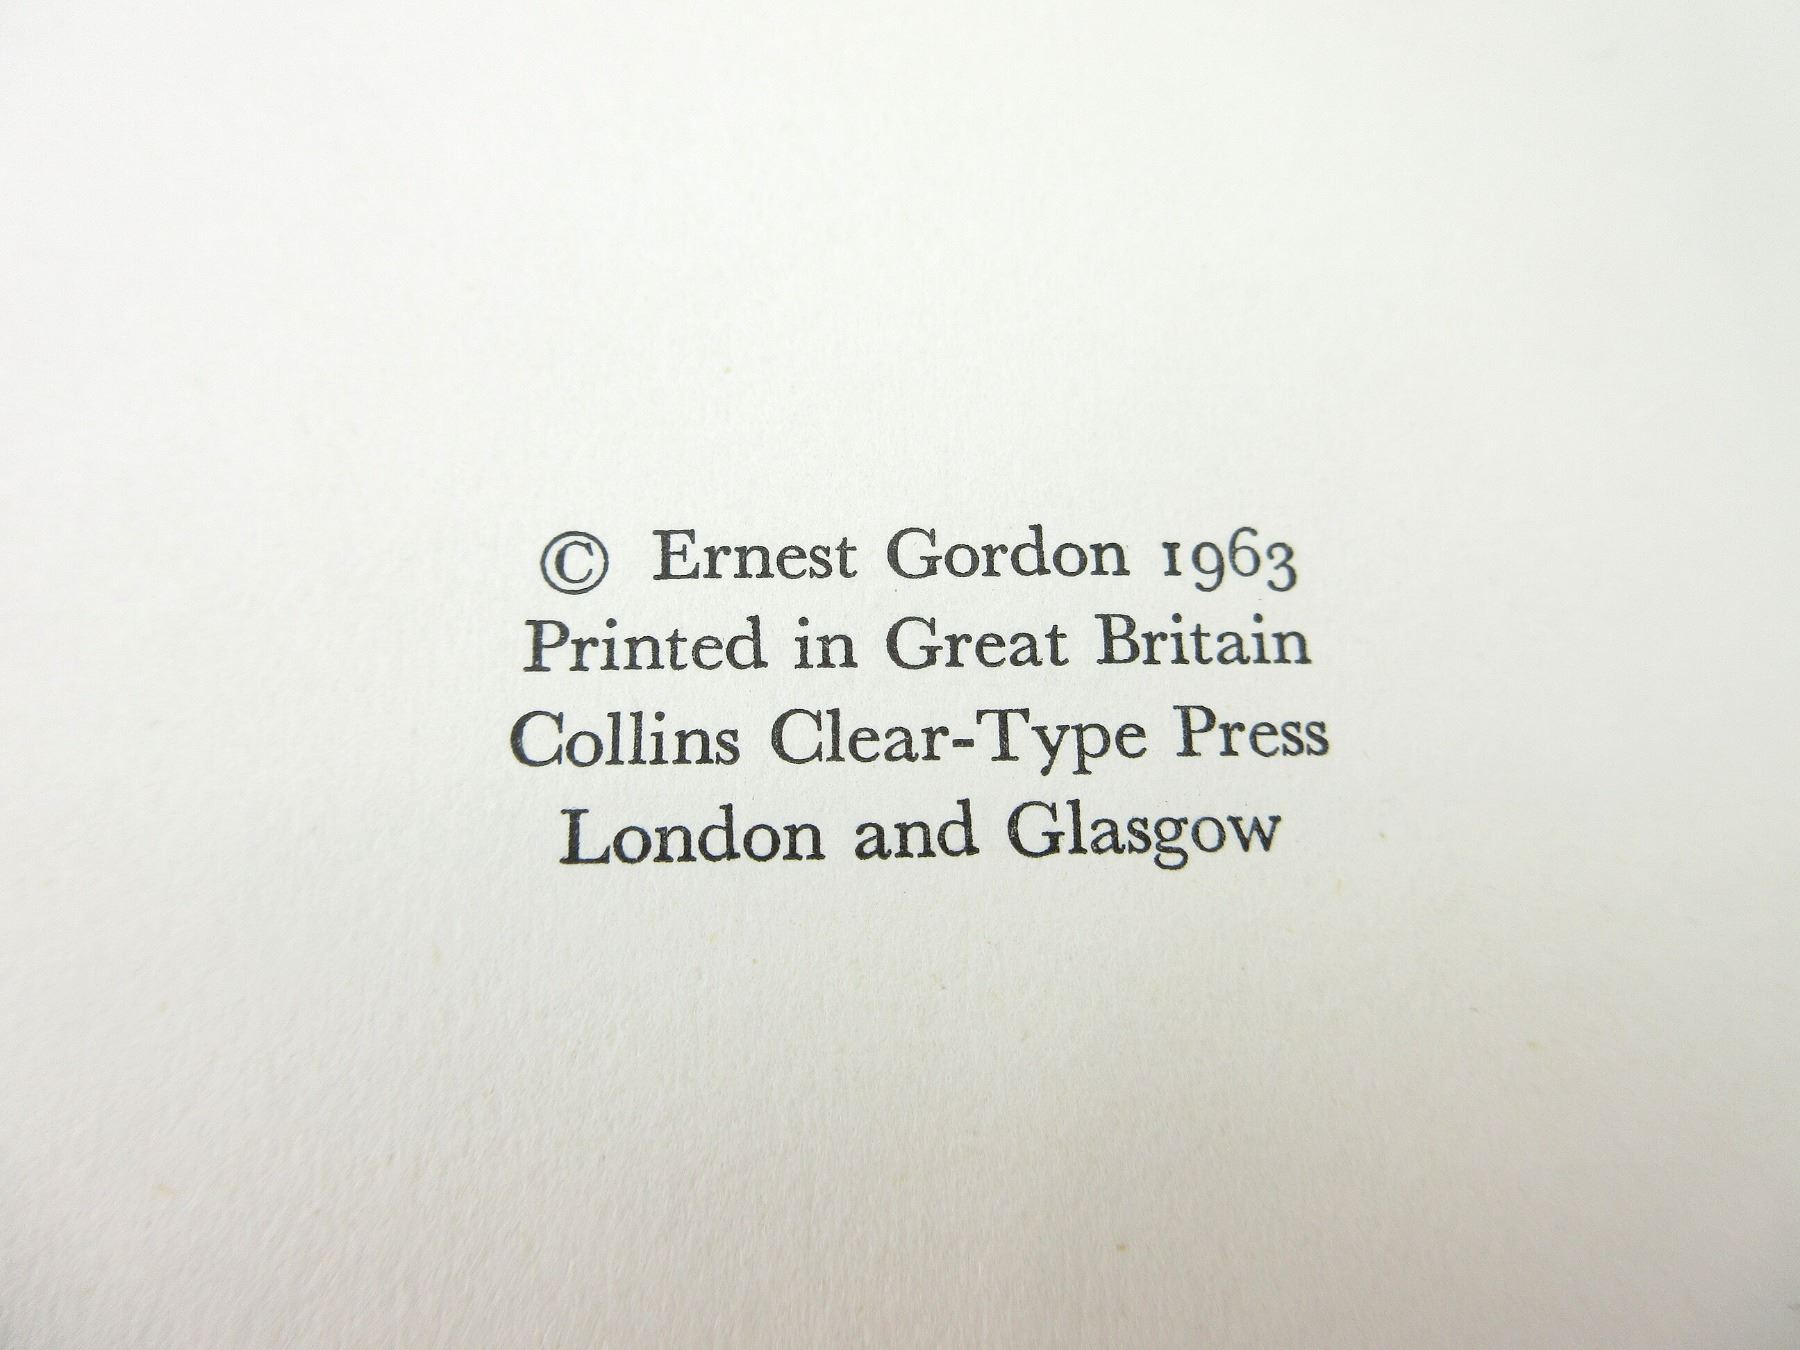 © Ernest Gordon 1963
Printed in Great Britain
Collins Clear-Type Press
London and Glasgow